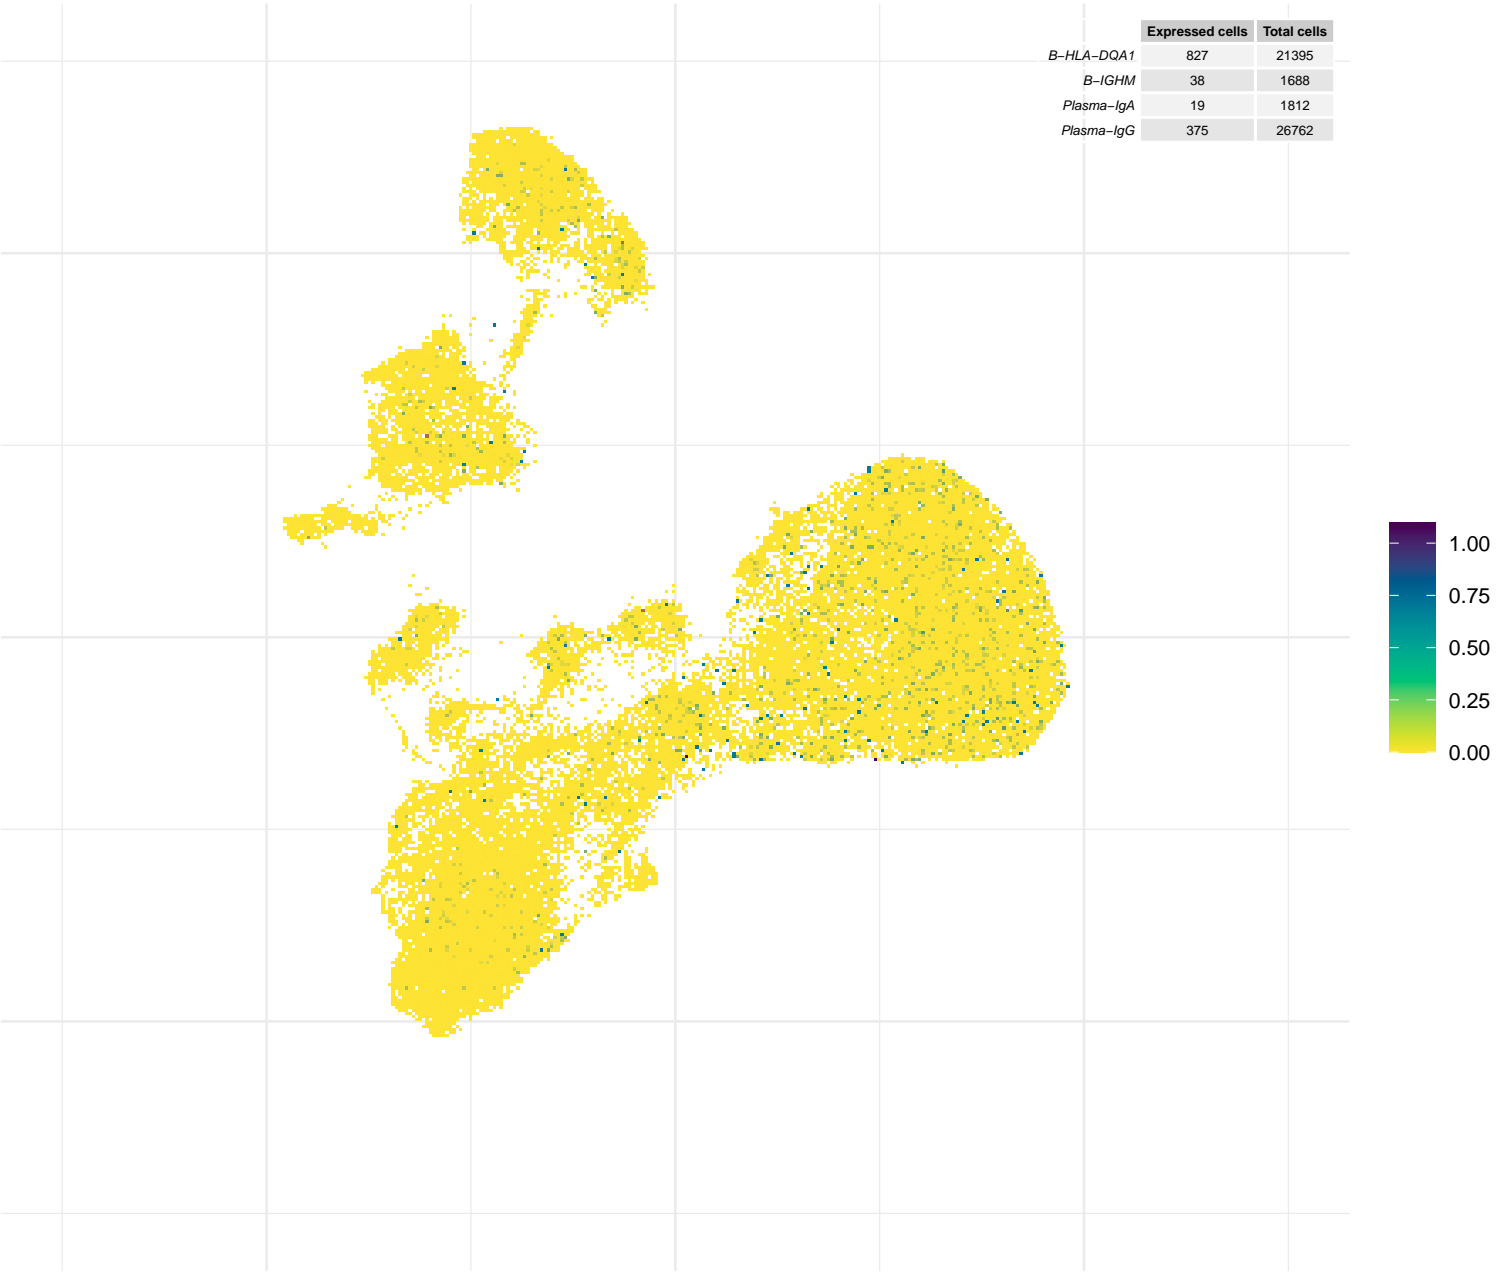 Expressed cells Total cells
B−HLA−DQA1 827 21395
B−IGHM 38 1688
Plasma−IgA 19 1812
Plasma−IgG 375 26762
1.00
0.75
0.50
0.25
0.00